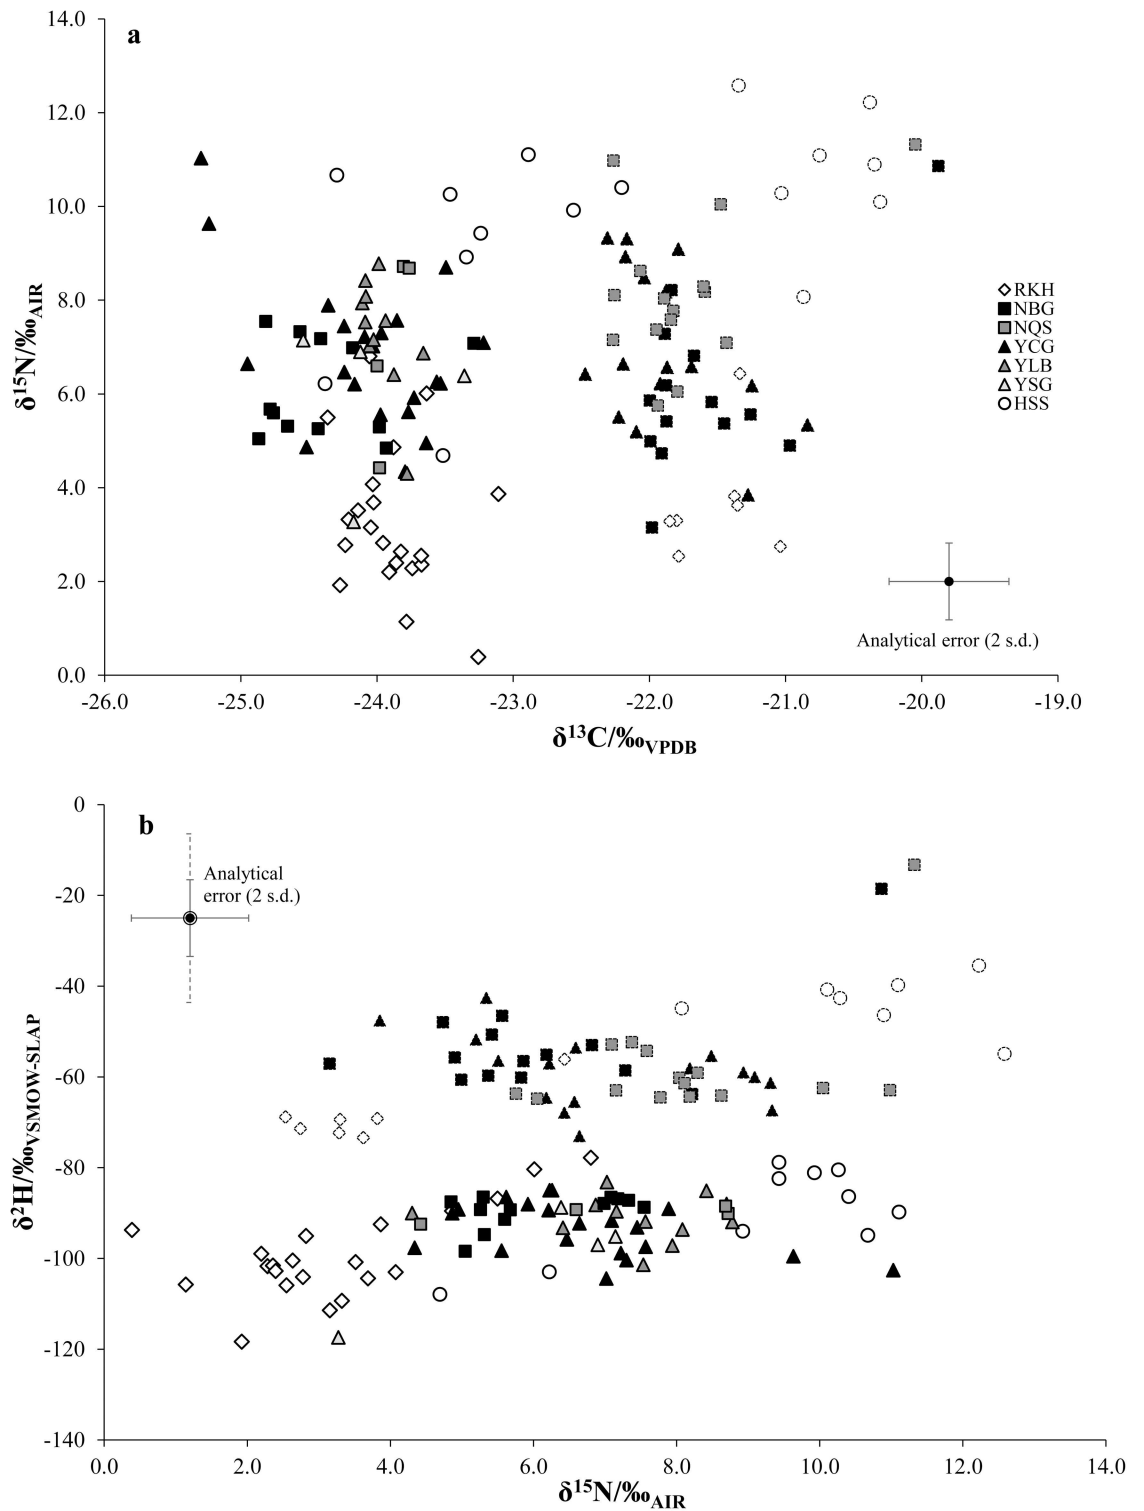 a
14.0
12.0
10.0
8.0
6.0
4.0
2.0
0.0
δ¹⁵N/‰AIR
-26.0 -25.0 -24.0 -23.0 -22.0 -21.0 -20.0 -19.0
δ¹³C/‰VPDB
RKH
NBG
NQS
YCG
YLB
YSG
HSS
Analytical error (2 s.d.)
b
0
-20
-40
-60
-80
-100
-120
-140
δ²H/‰VSMOW-SLAP
Analytical
error (2 s.d.)
0.0 2.0 4.0 6.0 8.0 10.0 12.0 14.0
δ¹⁵N/‰AIR